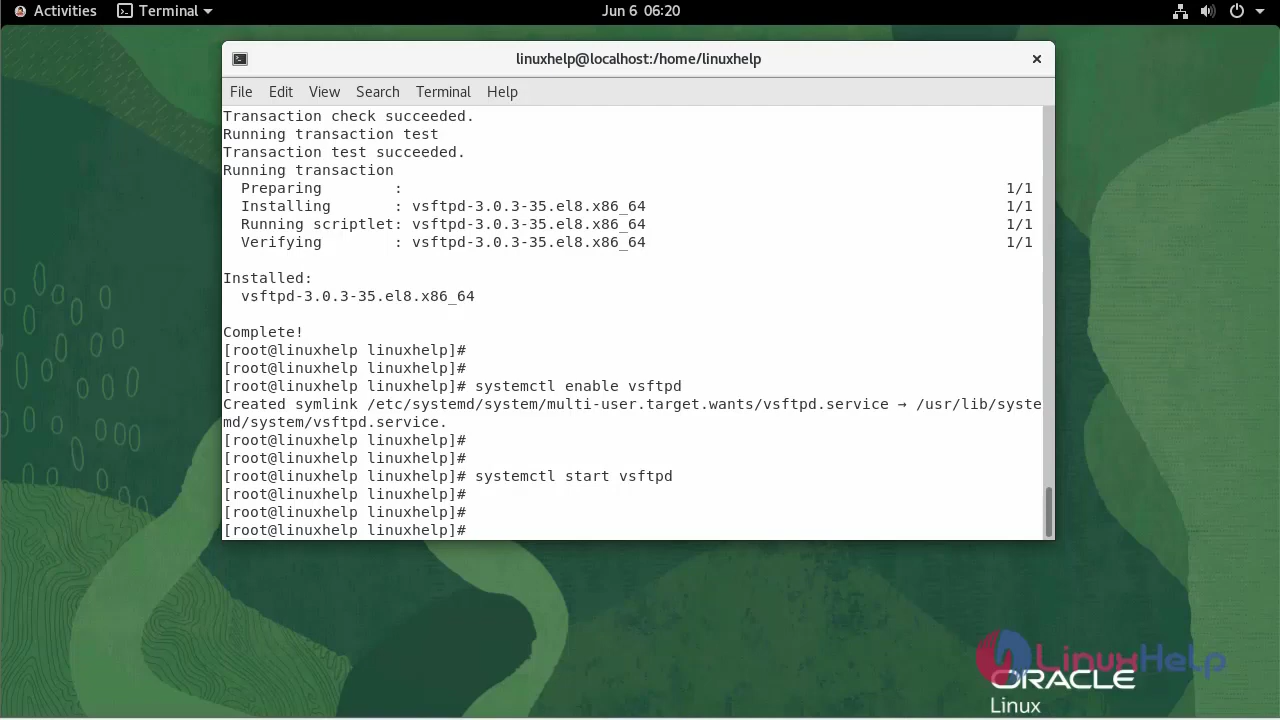 Activities Terminal Jun 6 06:20
linuxhelp@localhost:/home/linuxhelp
File Edit View Search Terminal Help
Transaction check succeeded.
Running transaction test
Transaction test succeeded.
Running transaction
  Preparing        :                                                                   1/1
  Installing       : vsftpd-3.0.3-35.el8.x86_64                                        1/1
  Running scriptlet: vsftpd-3.0.3-35.el8.x86_64                                        1/1
  Verifying        : vsftpd-3.0.3-35.el8.x86_64                                        1/1
Installed:
  vsftpd-3.0.3-35.el8.x86_64
Complete!
[root@linuxhelp linuxhelp]#
[root@linuxhelp linuxhelp]#
[root@linuxhelp linuxhelp]# systemctl enable vsftpd
Created symlink /etc/systemd/system/multi-user.target.wants/vsftpd.service → /usr/lib/syste
md/system/vsftpd.service.
[root@linuxhelp linuxhelp]#
[root@linuxhelp linuxhelp]#
[root@linuxhelp linuxhelp]# systemctl start vsftpd
[root@linuxhelp linuxhelp]#
[root@linuxhelp linuxhelp]#
[root@linuxhelp linuxhelp]#
LinuxHelp
ORACLE
Linux